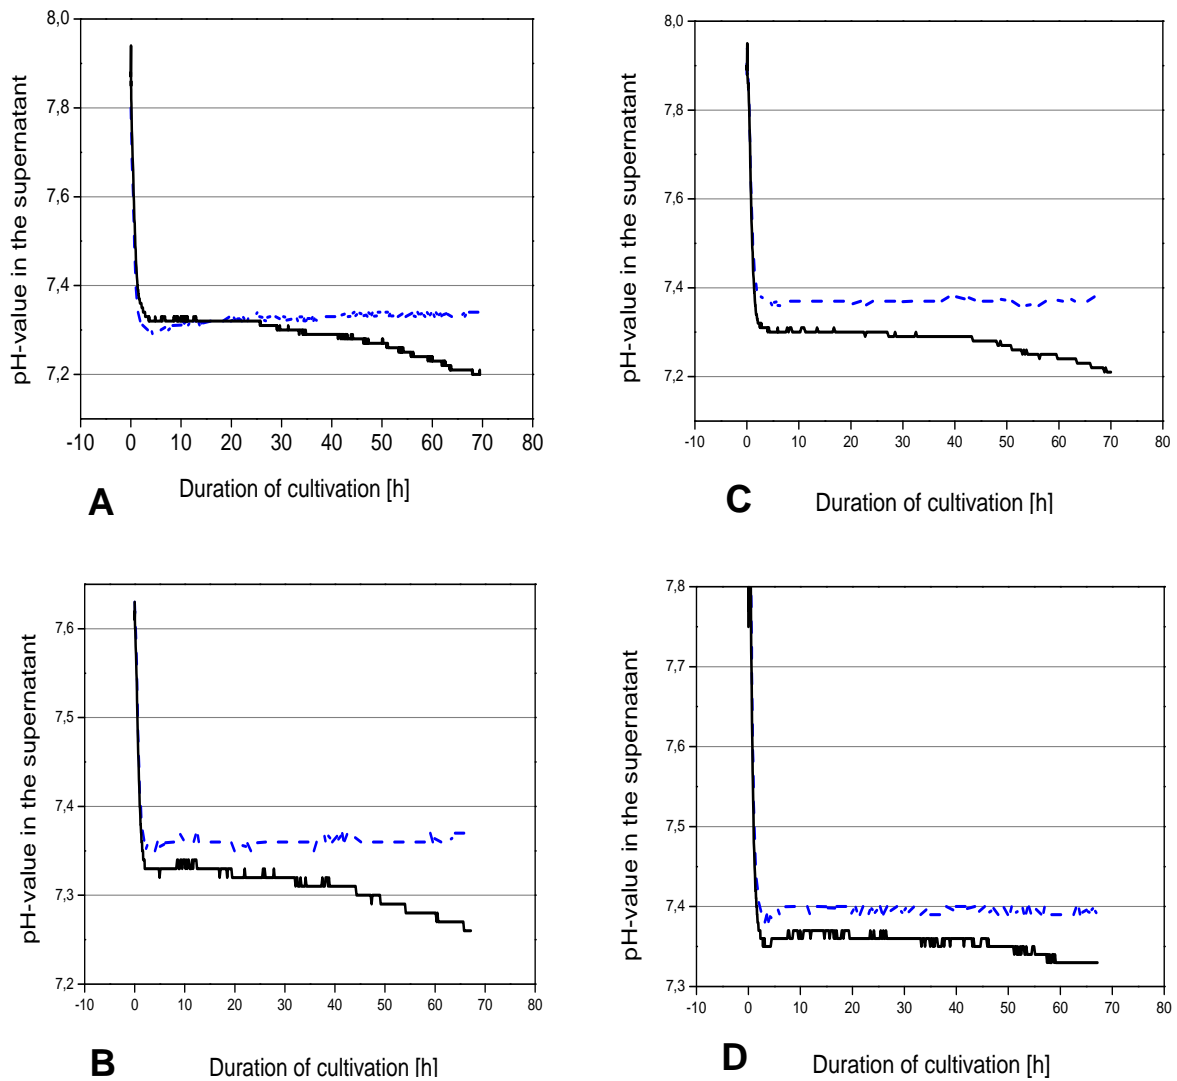 8,0
7,8
7,6
7,4
7,2
-10 0 10 20 30 40 50 60 70 80
pH-value in the supernatant
Duration of cultivation [h]
A
8,0
7,8
7,6
7,4
7,2
-10 0 10 20 30 40 50 60 70 80
pH-value in the supernatant
Duration of cultivation [h]
C
7,6
7,5
7,4
7,3
7,2
-10 0 10 20 30 40 50 60 70 80
pH-value in the supernatant
Duration of cultivation [h]
B
7,8
7,7
7,6
7,5
7,4
7,3
-10 0 10 20 30 40 50 60 70 80
pH-value in the supernatant
Duration of cultivation [h]
D